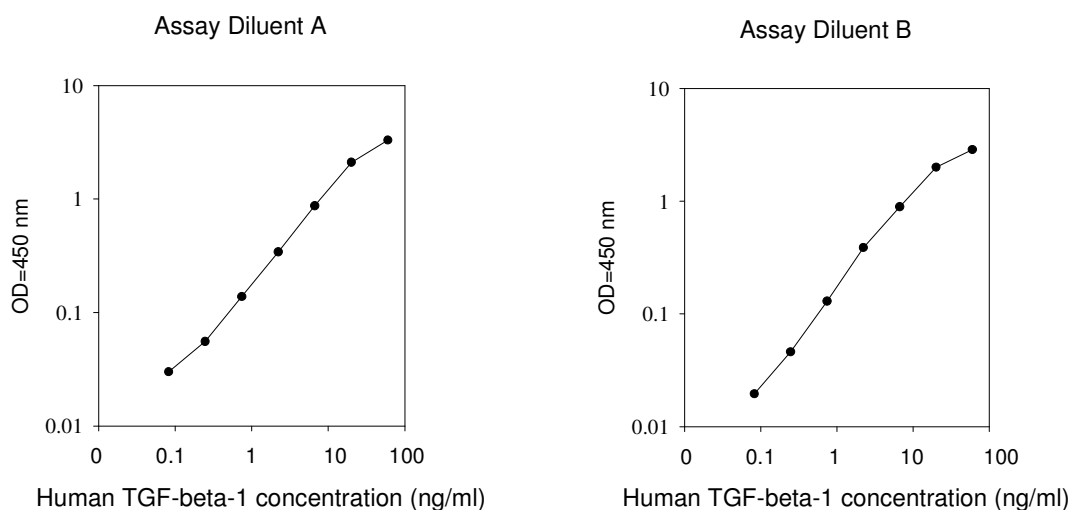 Assay Diluent A
10
1
0.1
0.01
OD=450 nm
0 0.1 1 10 100
Human TGF-beta-1 concentration (ng/ml)
Assay Diluent B
10
1
0.1
0.01
OD=450 nm
0 0.1 1 10 100
Human TGF-beta-1 concentration (ng/ml)